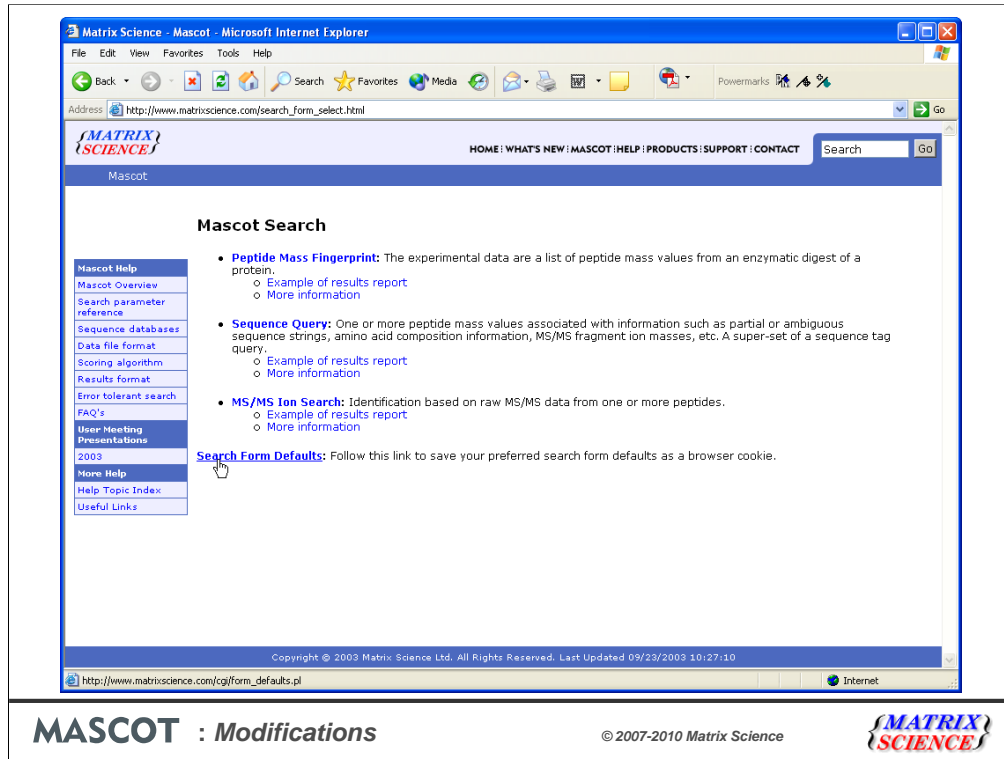 Matrix Science - Mascot - Microsoft Internet Explorer
File Edit View Favorites Tools Help
Back Search Favorites Media Powermarks
Address http://www.matrixscience.com/search_form_select.html Go
{MATRIX
SCIENCE}
HOME WHAT'S NEW MASCOT HELP PRODUCTS SUPPORT CONTACT Search Go
Mascot
Mascot Search
Mascot Help
Mascot Overview
Search parameter
reference
Sequence databases
Data file format
Scoring algorithm
Results format
Error tolerant search
FAQ's
User Meeting
Presentations
2003
More Help
Help Topic Index
Useful Links
• Peptide Mass Fingerprint: The experimental data are a list of peptide mass values from an enzymatic digest of a
protein.
o Example of results report
o More information
• Sequence Query: One or more peptide mass values associated with information such as partial or ambiguous
sequence strings, amino acid composition information, MS/MS fragment ion masses, etc. A super-set of a sequence tag
query.
o Example of results report
o More information
• MS/MS Ion Search: Identification based on raw MS/MS data from one or more peptides.
o Example of results report
o More information
Search Form Defaults: Follow this link to save your preferred search form defaults as a browser cookie.
Copyright © 2003 Matrix Science Ltd. All Rights Reserved. Last Updated 09/23/2003 10:27:10
http://www.matrixscience.com/cgi/form_defaults.pl Internet
MASCOT : Modifications © 2007-2010 Matrix Science
{MATRIX
SCIENCE}